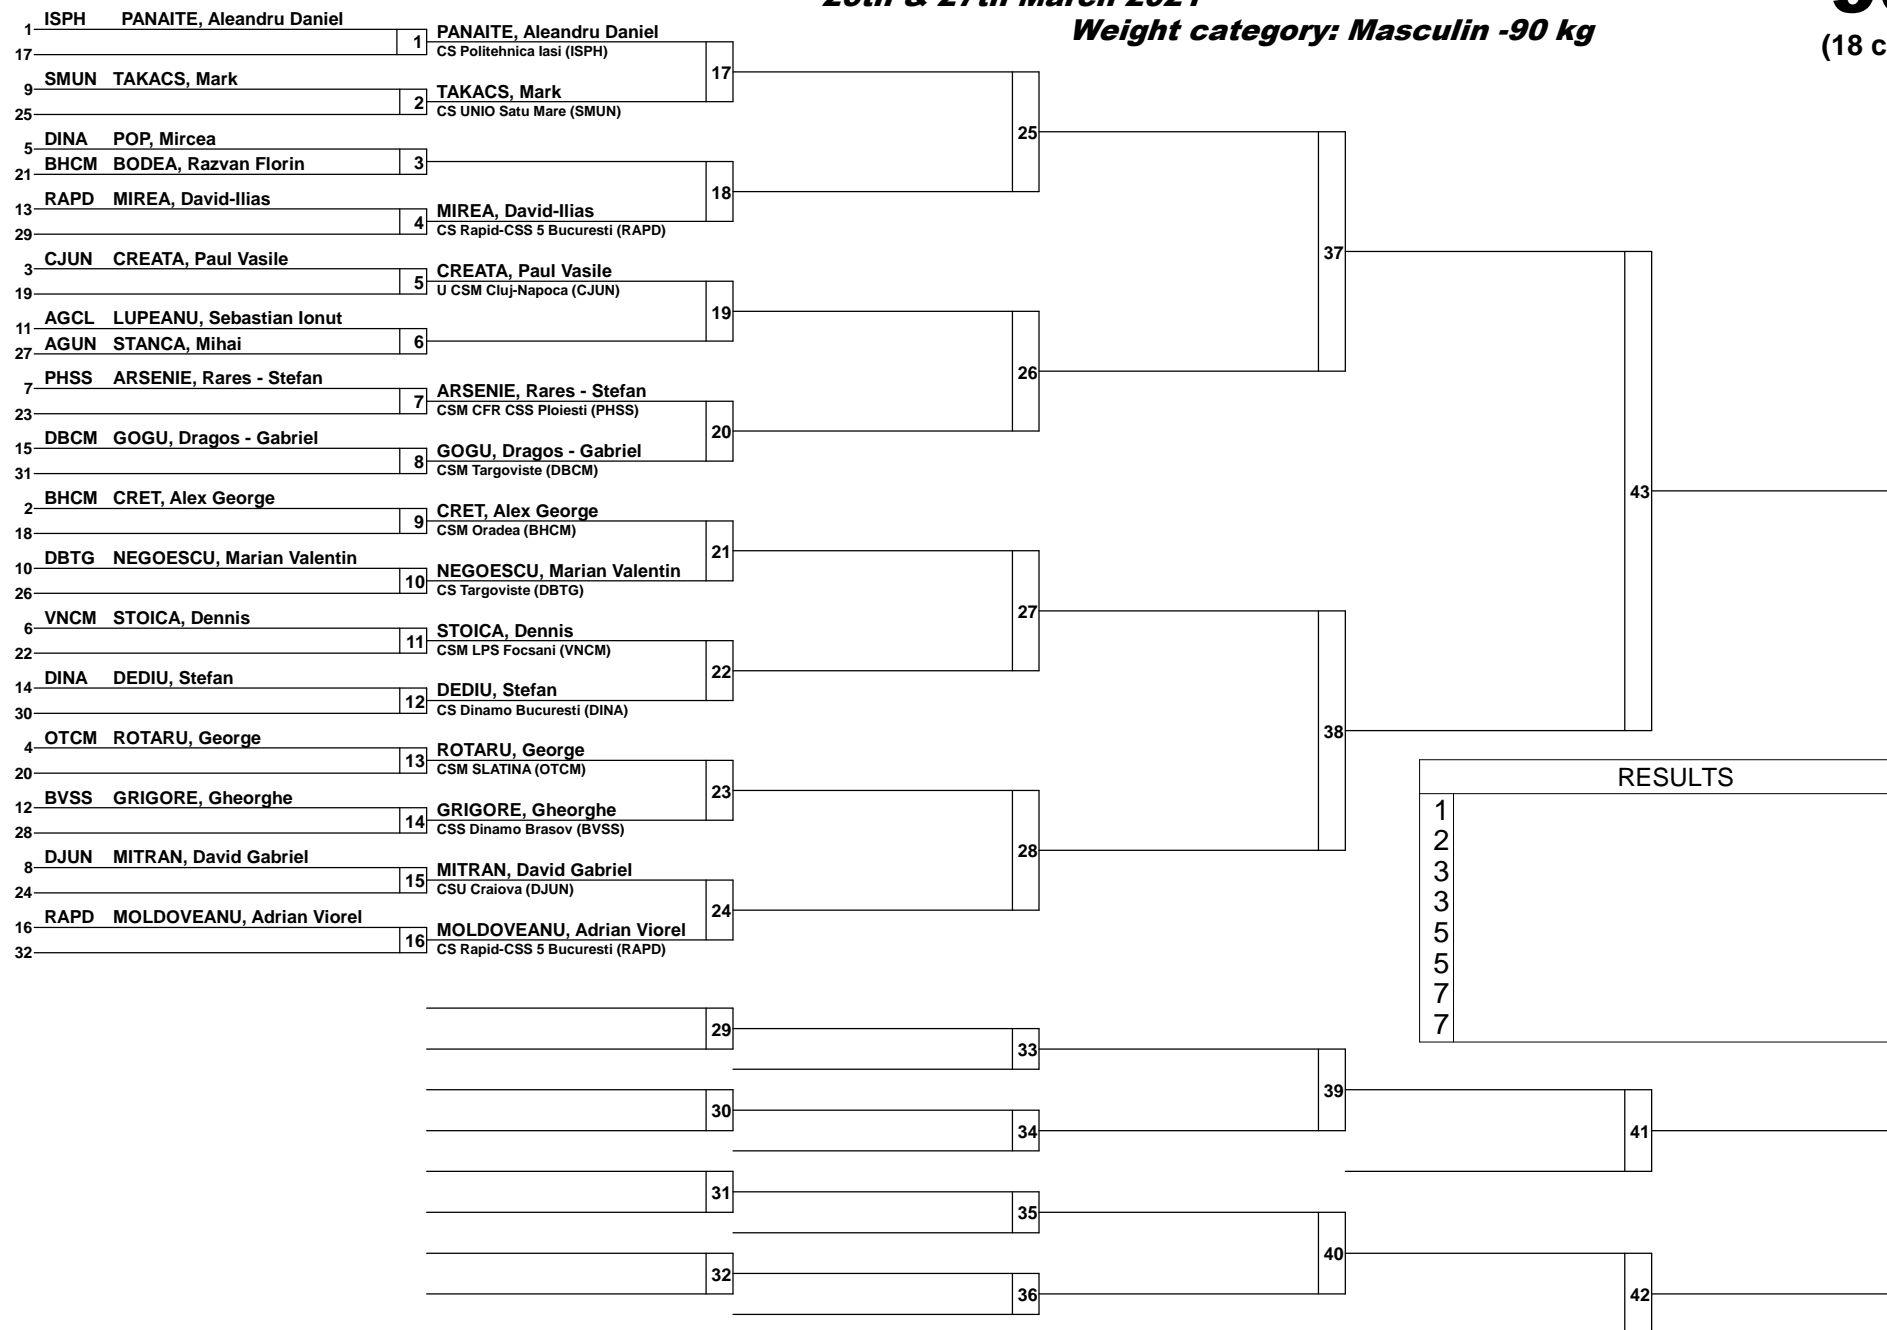 Weight category: Masculin -90 kg
(18 c
1 ISPH PANAITE, Aleandru Daniel
17
1
PANAITE, Aleandru Daniel
CS Politehnica Iasi (ISPH)
17
9 SMUN TAKACS, Mark
25
2
TAKACS, Mark
CS UNIO Satu Mare (SMUN)
25
5 DINA POP, Mircea
21 BHCM BODEA, Razvan Florin
3
18
13 RAPD MIREA, David-Ilias
29
4
MIREA, David-Ilias
CS Rapid-CSS 5 Bucuresti (RAPD)
37
3 CJUN CREATA, Paul Vasile
19
5
CREATA, Paul Vasile
U CSM Cluj-Napoca (CJUN)
19
11 AGCL LUPEANU, Sebastian Ionut
27 AGUN STANCA, Mihai
6
26
7 PHSS ARSENIE, Rares - Stefan
23
7
ARSENIE, Rares - Stefan
CSM CFR CSS Ploiesti (PHSS)
20
15 DBCM GOGU, Dragos - Gabriel
31
8
GOGU, Dragos - Gabriel
CSM Targoviste (DBCM)
43
2 BHCM CRET, Alex George
18
9
CRET, Alex George
CSM Oradea (BHCM)
21
10 DBTG NEGOESCU, Marian Valentin
26
10
NEGOESCU, Marian Valentin
CS Targoviste (DBTG)
27
6 VNCM STOICA, Dennis
22
11
STOICA, Dennis
CSM LPS Focsani (VNCM)
22
14 DINA DEDIU, Stefan
30
12
DEDIU, Stefan
CS Dinamo Bucuresti (DINA)
38
4 OTCM ROTARU, George
20
13
ROTARU, George
CSM SLATINA (OTCM)
23
12 BVSS GRIGORE, Gheorghe
28
14
GRIGORE, Gheorghe
CSS Dinamo Brasov (BVSS)
28
8 DJUN MITRAN, David Gabriel
24
15
MITRAN, David Gabriel
CSU Craiova (DJUN)
24
16 RAPD MOLDOVEANU, Adrian Viorel
32
16
MOLDOVEANU, Adrian Viorel
CS Rapid-CSS 5 Bucuresti (RAPD)
RESULTS
1
2
3
3
5
5
7
7
29
33
39
30
34
41
31
35
40
32
36
42